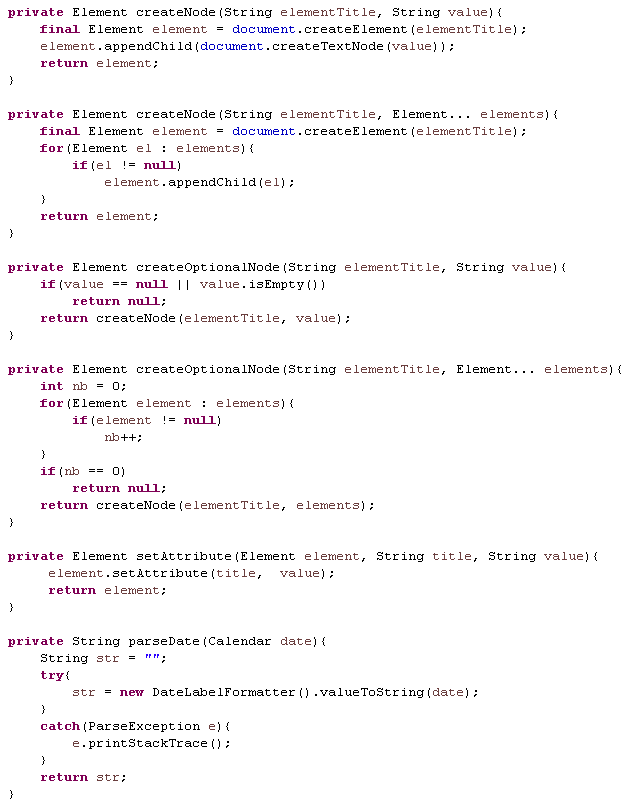 private Element createNode(String elementTitle, String value){
    final Element element = document.createElement(elementTitle);
    element.appendChild(document.createTextNode(value));
    return element;
}

private Element createNode(String elementTitle, Element... elements){
    final Element element = document.createElement(elementTitle);
    for(Element el : elements){
        if(el != null)
            element.appendChild(el);
    }
    return element;
}

private Element createOptionalNode(String elementTitle, String value){
    if(value == null || value.isEmpty())
        return null;
    return createNode(elementTitle, value);
}

private Element createOptionalNode(String elementTitle, Element... elements){
    int nb = 0;
    for(Element element : elements){
        if(element != null)
            nb++;
    }
    if(nb == 0)
        return null;
    return createNode(elementTitle, elements);
}

private Element setAttribute(Element element, String title, String value){
     element.setAttribute(title,  value);
     return element;
}

private String parseDate(Calendar date){
    String str = "";
    try{
        str = new DateLabelFormatter().valueToString(date);
    }
    catch(ParseException e){
        e.printStackTrace();
    }
    return str;
}